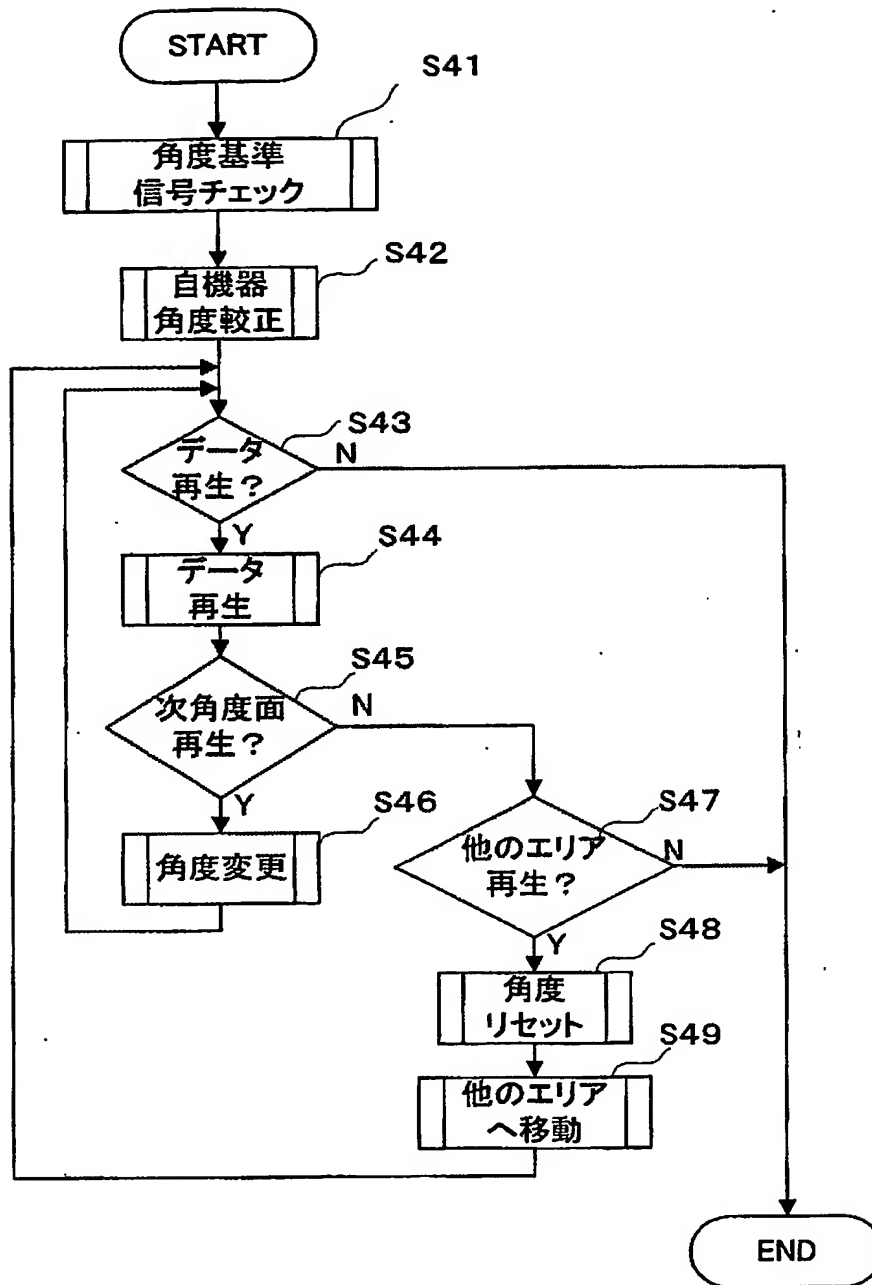 START
S41
角度基準
信号チェック
S42
自機器
角度較正
S43
データ
再生？
N
Y
S44
データ
再生
S45
次角度面
再生？
N
Y
S46
角度変更
S47
他のエリア
再生？
N
Y
S48
角度
リセット
S49
他のエリア
へ移動
END